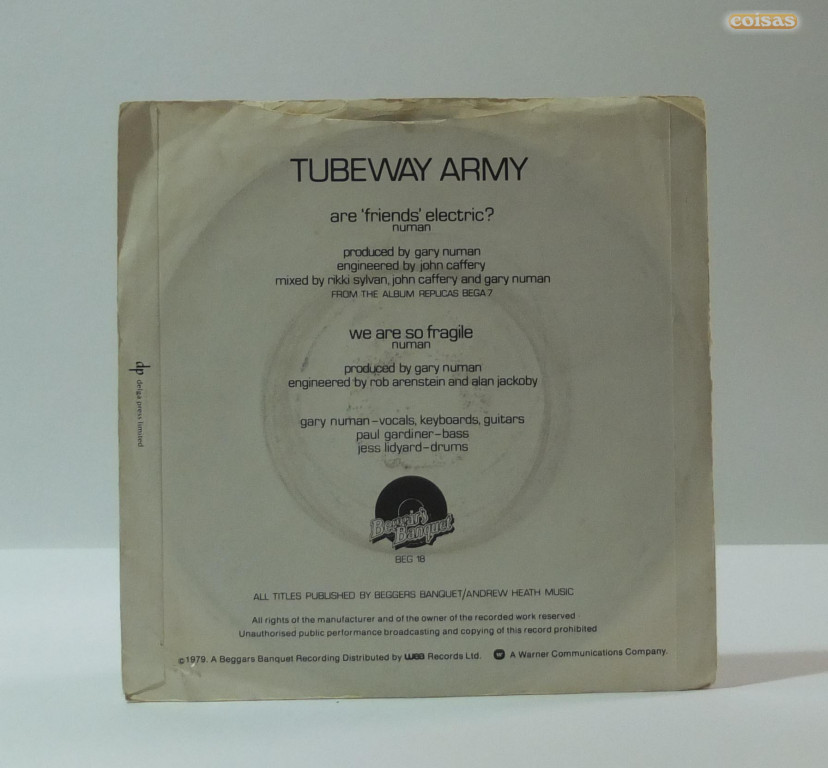 coisas
TUBEWAY ARMY
are 'friends' electric?
numan
produced by gary numan
engineered by john caffery
mixed by rikki sylvan, john caffery and gary numan
FROM THE ALBUM REPLICAS BEGA 7
we are so fragile
numan
produced by gary numan
engineered by rob arenstein and alan jackoby
gary numan–vocals, keyboards, guitars
paul gardiner–bass
jess lidyard–drums
Beggars
Banquet
BEG 18
ALL TITLES PUBLISHED BY BEGGERS BANQUET/ANDREW HEATH MUSIC
All rights of the manufacturer and of the owner of the recorded work reserved
Unauthorised public performance broadcasting and copying of this record prohibited
©1979. A Beggars Banquet Recording Distributed by wea Records Ltd. W A Warner Communications Company.
dp delga press limited